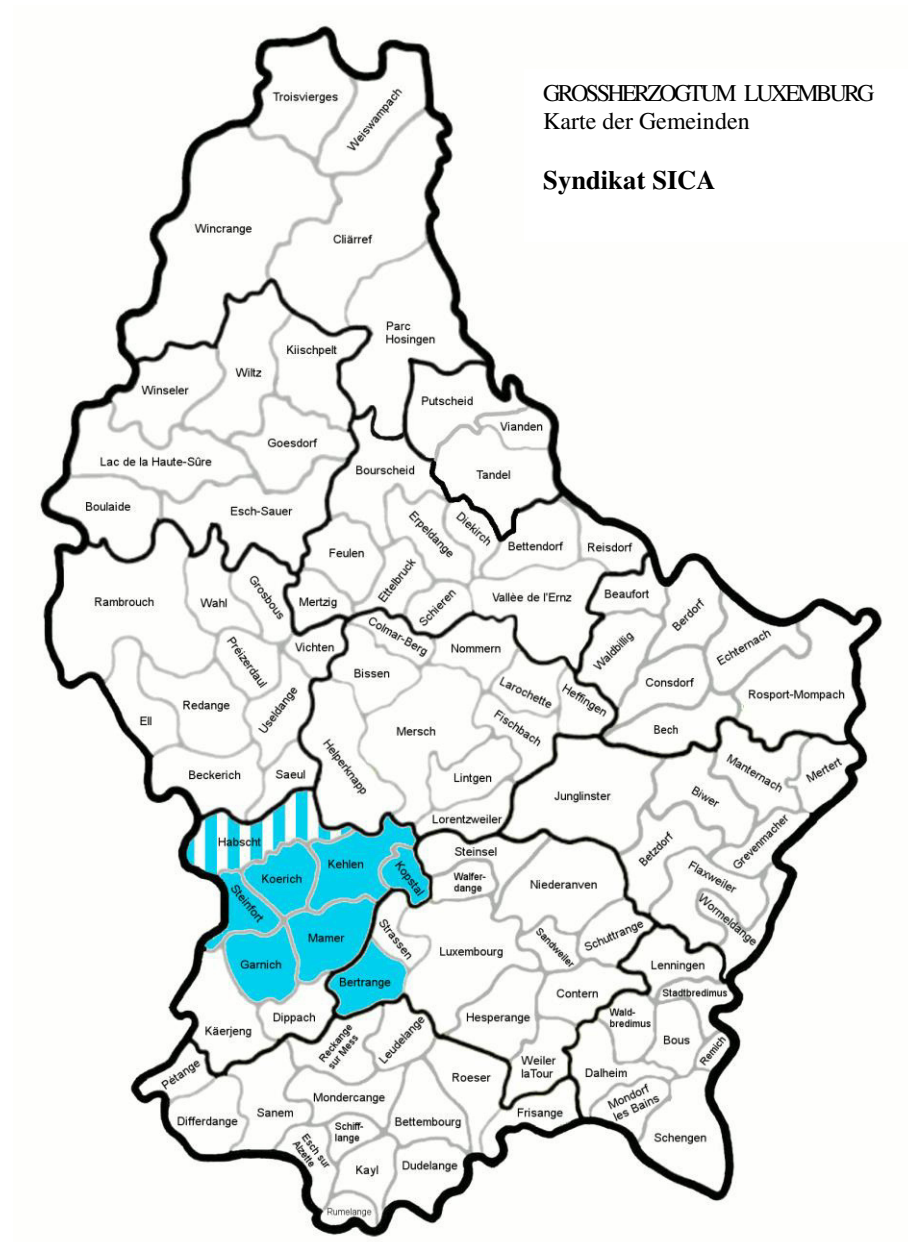 GROSSHERZOGTUM LUXEMBURG
Karte der Gemeinden
Syndikat SICA
Troisvierges
Weiswampach
Wincrange
Cliärref
Parc
Hosingen
Kiischpelt
Wiltz
Winseler
Putscheid
Vianden
Goesdorf
Lac de la Haute-Sûre
Bourscheid
Tandel
Boulaide
Esch-Sauer
Erpeldange
Diekirch
Bettendorf
Reisdorf
Feulen
Ettelbruck
Rambrouch
Wahl
Grosbous
Mertzig
Schieren
Vallèe de l'Ernz
Beaufort
Berdorf
Echternach
Waldbillig
Colmar-Berg
Nommern
Vichten
Préizerdaul
Bissen
Larochette
Heffingen
Consdorf
Rosport-Mompach
Ell
Redange
Useldange
Mersch
Fischbach
Bech
Helperknapp
Beckerich
Saeul
Lintgen
Junglinster
Manternach
Mertert
Biwer
Lorentzweiler
Habscht
Grevenmacher
Betzdorf
Steinsel
Kehlen
Kopstal
Walfer-
dange
Koerich
Niederanven
Flaxweiler
Steinfort
Wormeldange
Mamer
Strassen
Luxembourg
Sandweiler
Schuttrange
Garnich
Lenningen
Bertrange
Contern
Stadtbredimus
Dippach
Hesperange
Wald-
bredimus
Käerjeng
Reckange
sur Mess
Leudelange
Bous
Remich
Weiler
laTour
Dalheim
Pétange
Roeser
Mondercange
Mondorf
les Bains
Differdange
Sanem
Schiff-
lange
Bettembourg
Frisange
Schengen
Esch sur
Alzette
Kayl
Dudelange
Rumelange